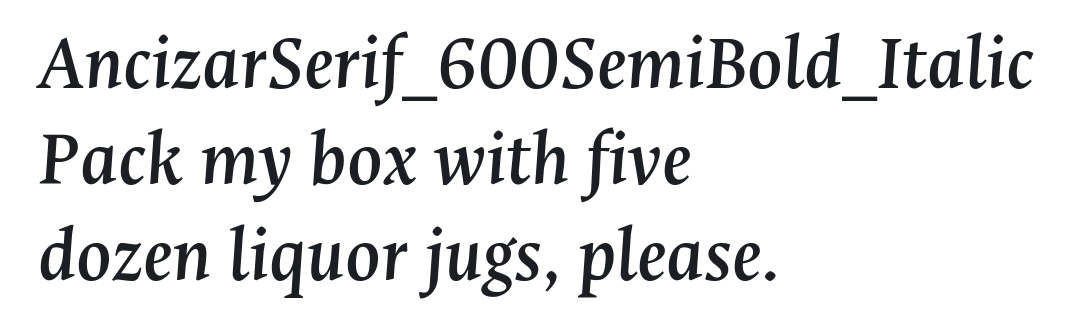 AncizarSerif_600SemiBold_Italic
Pack my box with five
dozen liquor jugs, please.